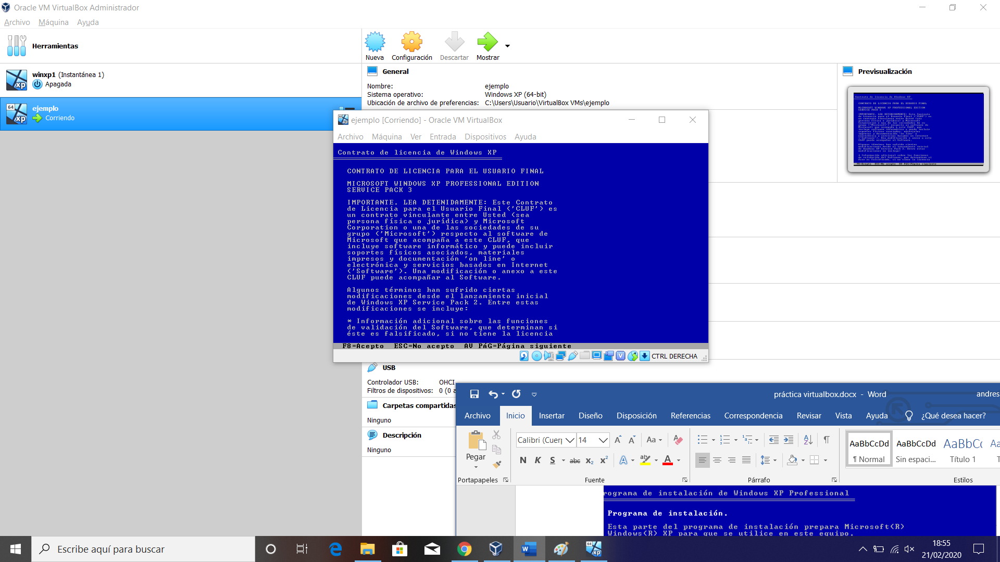 Oracle VM VirtualBox Administrador
Archivo Máquina Ayuda
Herramientas
winxp1 (Instantánea 1)
Apagada
ejemplo
Corriendo
Nueva Configuración Descartar Mostrar
General
Nombre: ejemplo
Sistema operativo: Windows XP (64-bit)
Ubicación de archivo de preferencias: C:\Users\Usuario\VirtualBox VMs\ejemplo
Previsualización
ejemplo [Corriendo] - Oracle VM VirtualBox
Archivo Máquina Ver Entrada Dispositivos Ayuda
Contrato de licencia de Windows XP
CONTRATO DE LICENCIA PARA EL USUARIO FINAL
MICROSOFT WINDOWS XP PROFESSIONAL EDITION
SERVICE PACK 3
IMPORTANTE. LEA DETENIDAMENTE: Este Contrato
de Licencia para el Usuario Final ('CLUF') es
un contrato vinculante entre Usted (sea
persona física o jurídica) y Microsoft
Corporation o una de las sociedades de su
grupo ('Microsoft') respecto al software de
Microsoft que acompaña a este CLUF, que
incluye software informático y puede incluir
soportes físicos asociados, materiales
impresos y documentación 'on line' o
electrónica y servicios basados en Internet
('Software'). Una modificación o anexo a este
CLUF puede acompañar al Software.
Algunos términos han sufrido ciertas
modificaciones desde el lanzamiento inicial
de Windows XP Service Pack 2. Entre estas
modificaciones se incluye:
* Información adicional sobre las funciones
de validación del Software, que determinan si
éste es falsificado, si no tiene la licencia
F8=Acepto ESC=No acepto AV PáG=Página siguiente
CTRL DERECHA
USB
Controlador USB: OHCI
Filtros de dispositivos: 0 (0 a
Carpetas compartidas
Ninguno
Descripción
Ninguno
práctica virtualbox.docx - Word
andres
Archivo Inicio Insertar Diseño Disposición Referencias Correspondencia Revisar Vista Ayuda ¿Qué desea hacer?
Pegar
Portapapeles
Calibri (Cuerp 14
N K S abc x₂ x²
Fuente
Párrafo
AaBbCcDd AaBbCcDd AaBbC Aa
¶ Normal Sin espaci... Título 1 T
Estilos
rograma de instalación de Windows XP Professional
Programa de instalación.
Esta parte del programa de instalación prepara Microsoft(R)
Windows(R) XP para que se utilice en este equipo.
Escribe aquí para buscar
18:55
21/02/2020